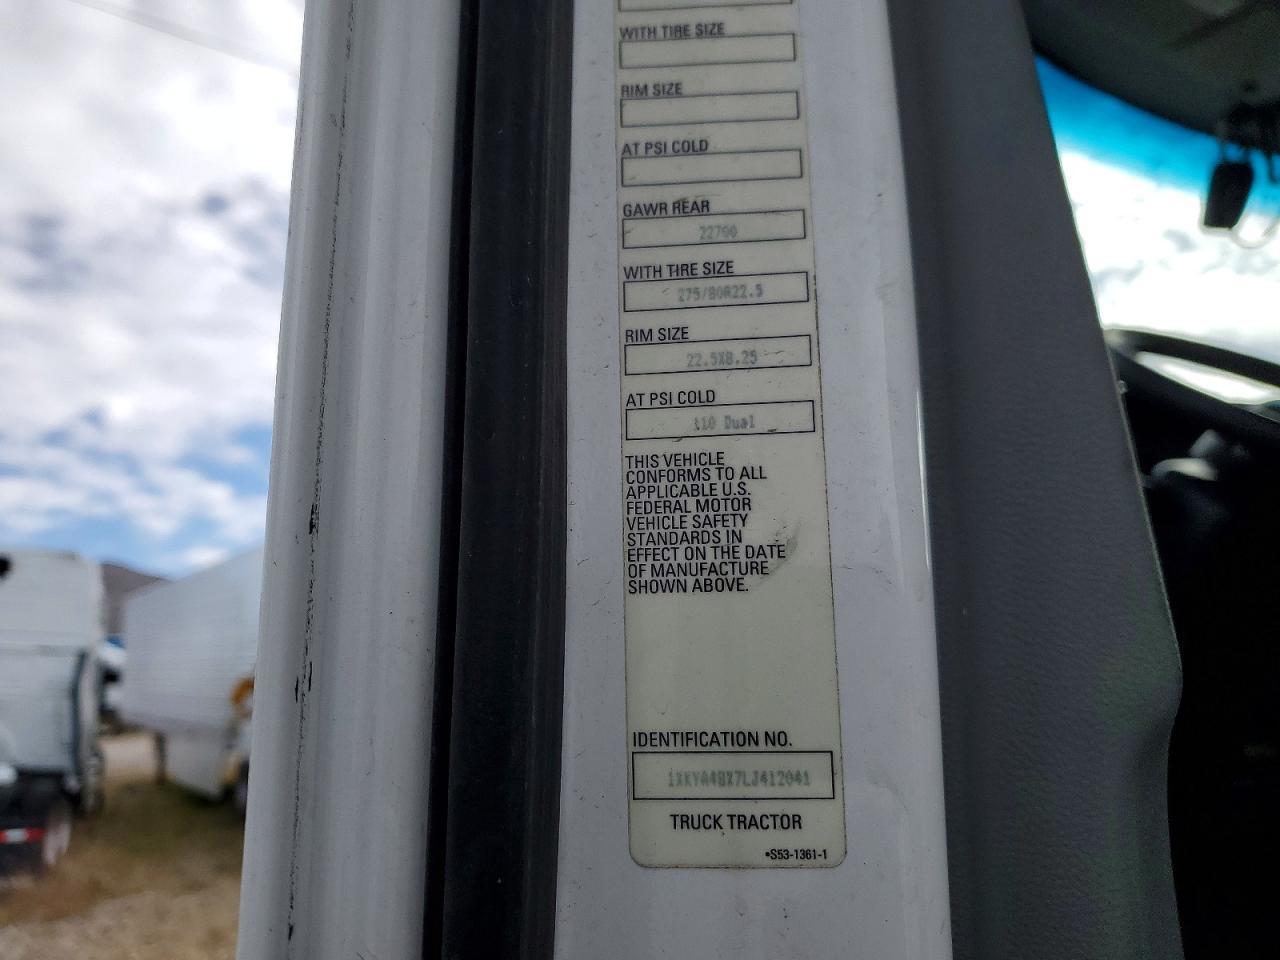 WITH TIRE SIZE
RIM SIZE
AT PSI COLD
GAWR REAR
22700
WITH TIRE SIZE
275/80R22.5
RIM SIZE
22.5X8.25
AT PSI COLD
110 Dual
THIS VEHICLE
CONFORMS TO ALL
APPLICABLE U.S.
FEDERAL MOTOR
VEHICLE SAFETY
STANDARDS IN
EFFECT ON THE DATE
OF MANUFACTURE
SHOWN ABOVE.
IDENTIFICATION NO.
1XKYA48X7LJ412041
TRUCK TRACTOR
•S53-1361-1